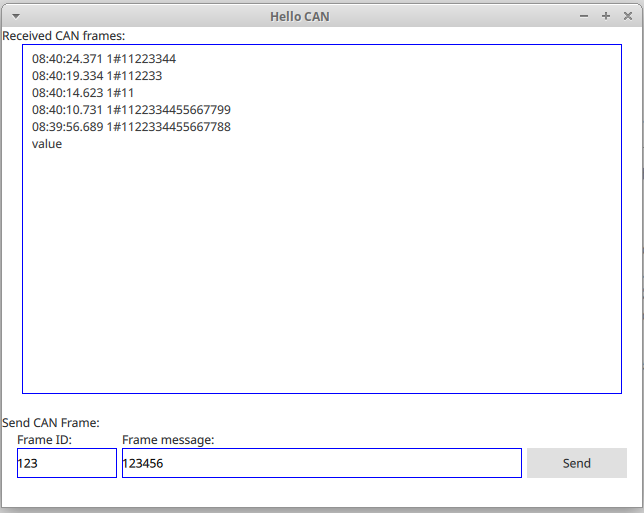 Hello CAN
Received CAN frames:
08:40:24.371 1#11223344
08:40:19.334 1#112233
08:40:14.623 1#11
08:40:10.731 1#1122334455667799
08:39:56.689 1#1122334455667788
value
Send CAN Frame:
Frame ID: Frame message:
123 123456 Send